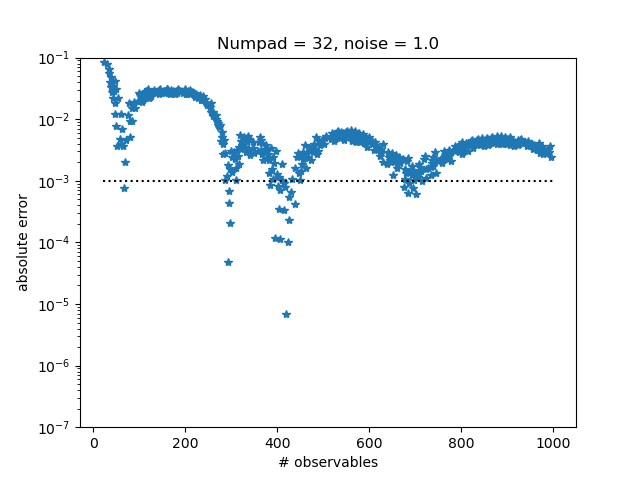 Numpad = 32, noise = 1.0
absolute error
10⁻¹
10⁻²
10⁻³
10⁻⁴
10⁻⁵
10⁻⁶
10⁻⁷
0 200 400 600 800 1000
# observables